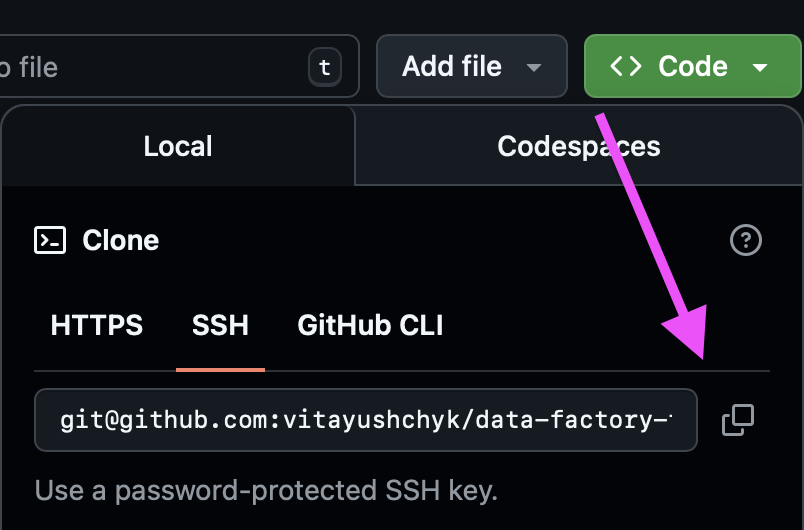 o file t Add file <> Code
Local Codespaces
Clone
HTTPS SSH GitHub CLI
git@github.com:vitayushchyk/data-factory-
Use a password-protected SSH key.